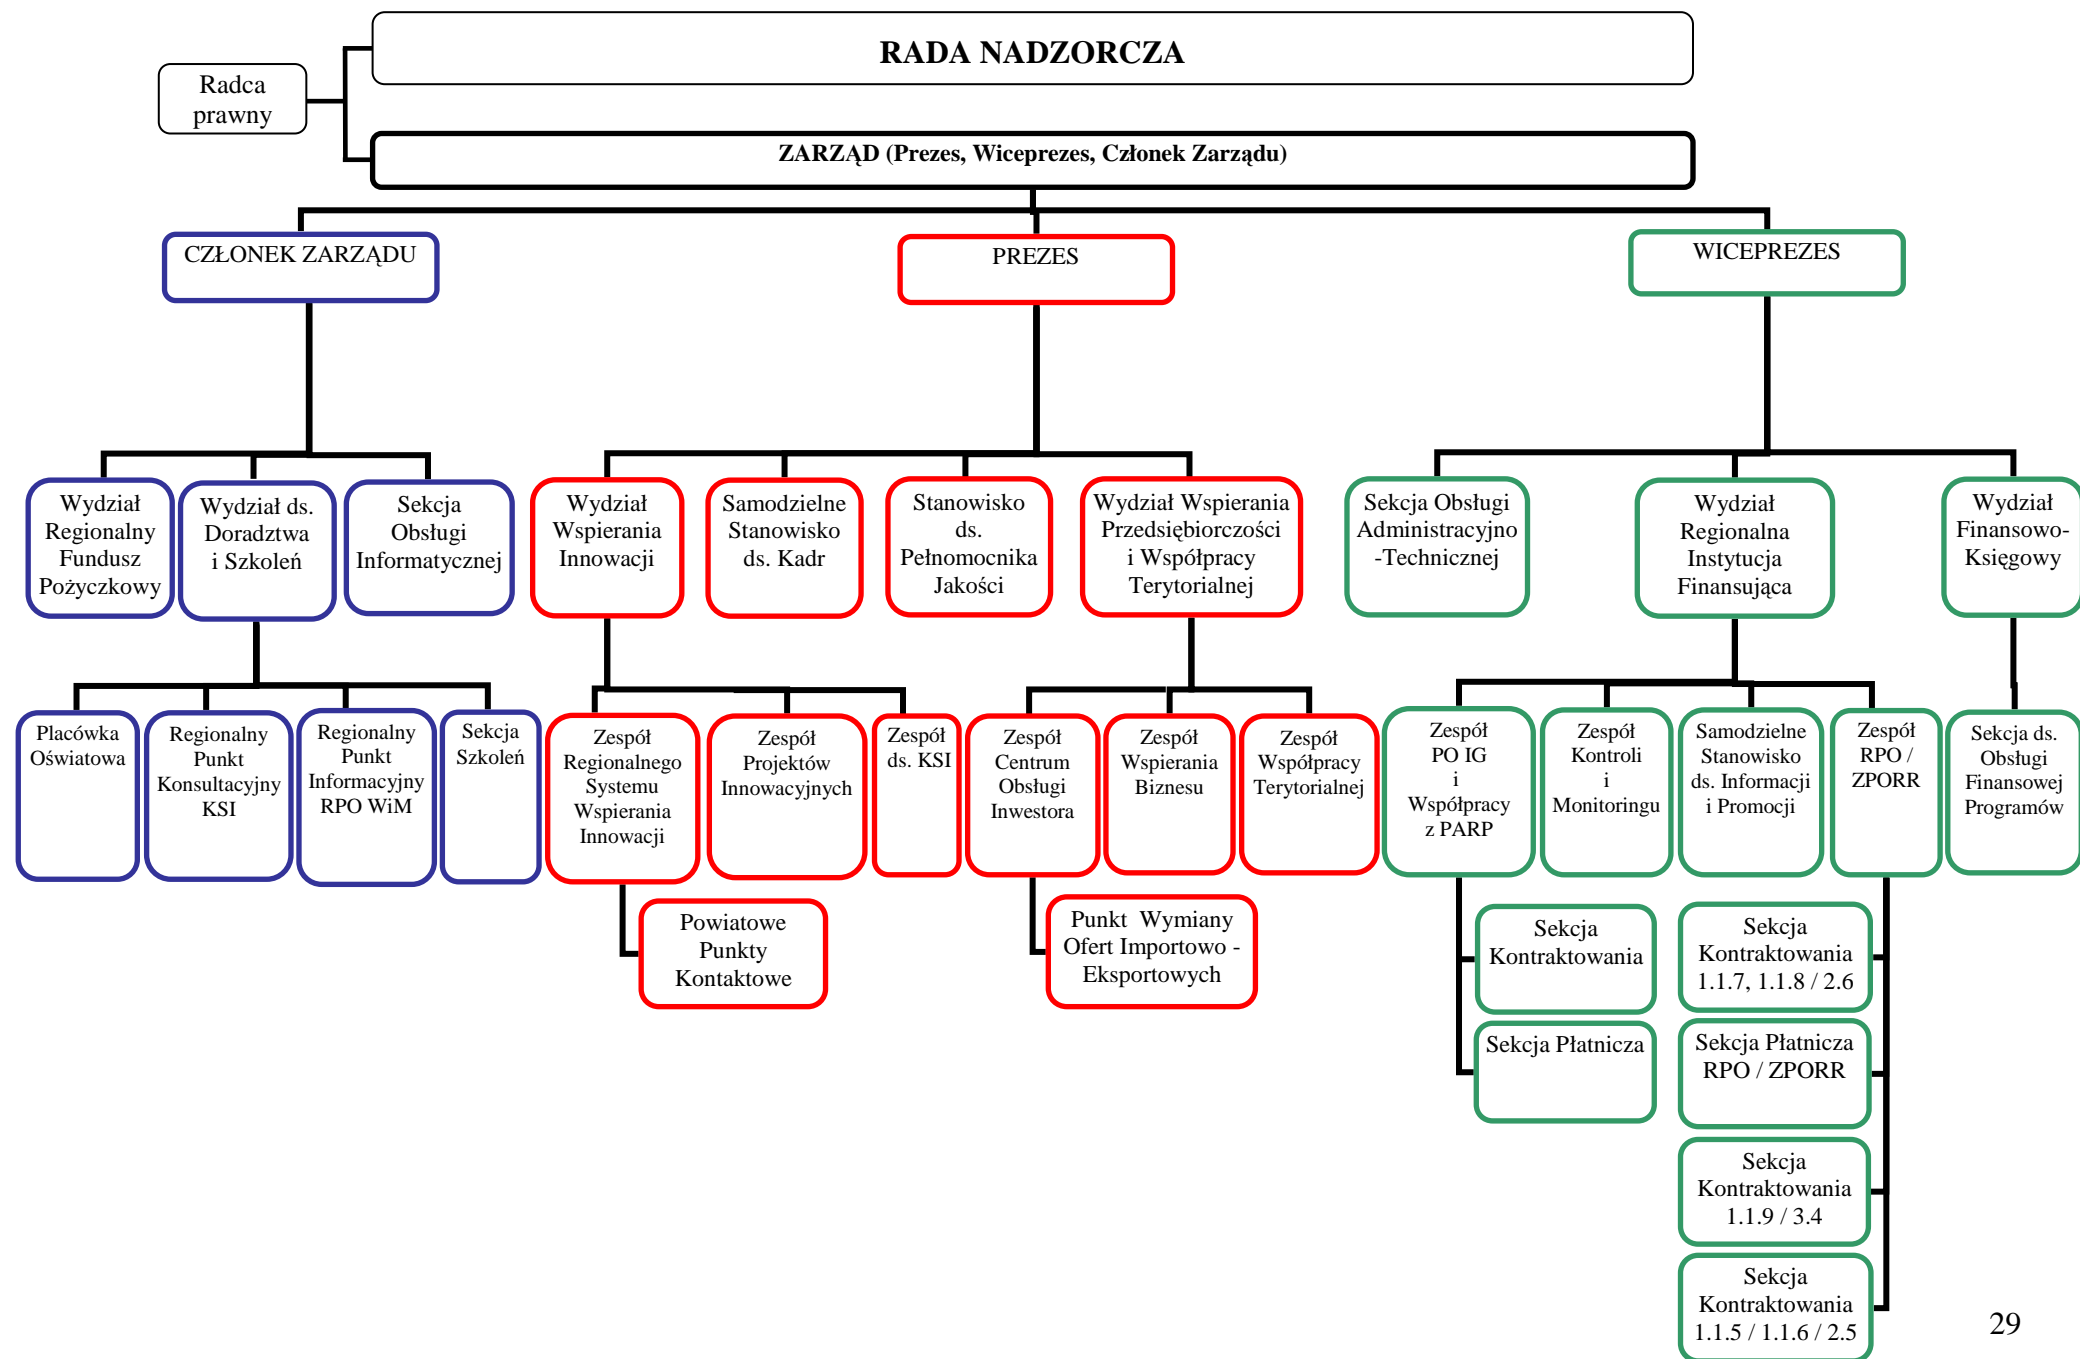 RADA NADZORCZA
Radca
prawny
ZARZĄD (Prezes, Wiceprezes, Członek Zarządu)
CZŁONEK ZARZĄDU
PREZES
WICEPREZES
Wydział
Regionalny
Fundusz
Pożyczkowy
Wydział ds.
Doradztwa
i Szkoleń
Sekcja
Obsługi
Informatycznej
Wydział
Wspierania
Innowacji
Samodzielne
Stanowisko
ds. Kadr
Stanowisko
ds.
Pełnomocnika
Jakości
Wydział Wspierania
Przedsiębiorczości
i Współpracy
Terytorialnej
Sekcja Obsługi
Administracyjno
-Technicznej
Wydział
Regionalna
Instytucja
Finansująca
Wydział
Finansowo-
Księgowy
Placówka
Oświatowa
Regionalny
Punkt
Konsultacyjny
KSI
Regionalny
Punkt
Informacyjny
RPO WiM
Sekcja
Szkoleń
Zespół
Regionalnego
Systemu
Wspierania
Innowacji
Zespół
Projektów
Innowacyjnych
Zespół
ds. KSI
Zespół
Centrum
Obsługi
Inwestora
Zespół
Wspierania
Biznesu
Zespół
Współpracy
Terytorialnej
Zespół
PO IG
i
Współpracy
z PARP
Zespół
Kontroli
i
Monitoringu
Samodzielne
Stanowisko
ds. Informacji
i Promocji
Zespół
RPO /
ZPORR
Sekcja ds.
Obsługi
Finansowej
Programów
Powiatowe
Punkty
Kontaktowe
Punkt Wymiany
Ofert Importowo -
Eksportowych
Sekcja
Kontraktowania
Sekcja Płatnicza
Sekcja
Kontraktowania
1.1.7, 1.1.8 / 2.6
Sekcja Płatnicza
RPO / ZPORR
Sekcja
Kontraktowania
1.1.9 / 3.4
Sekcja
Kontraktowania
1.1.5 / 1.1.6 / 2.5
29